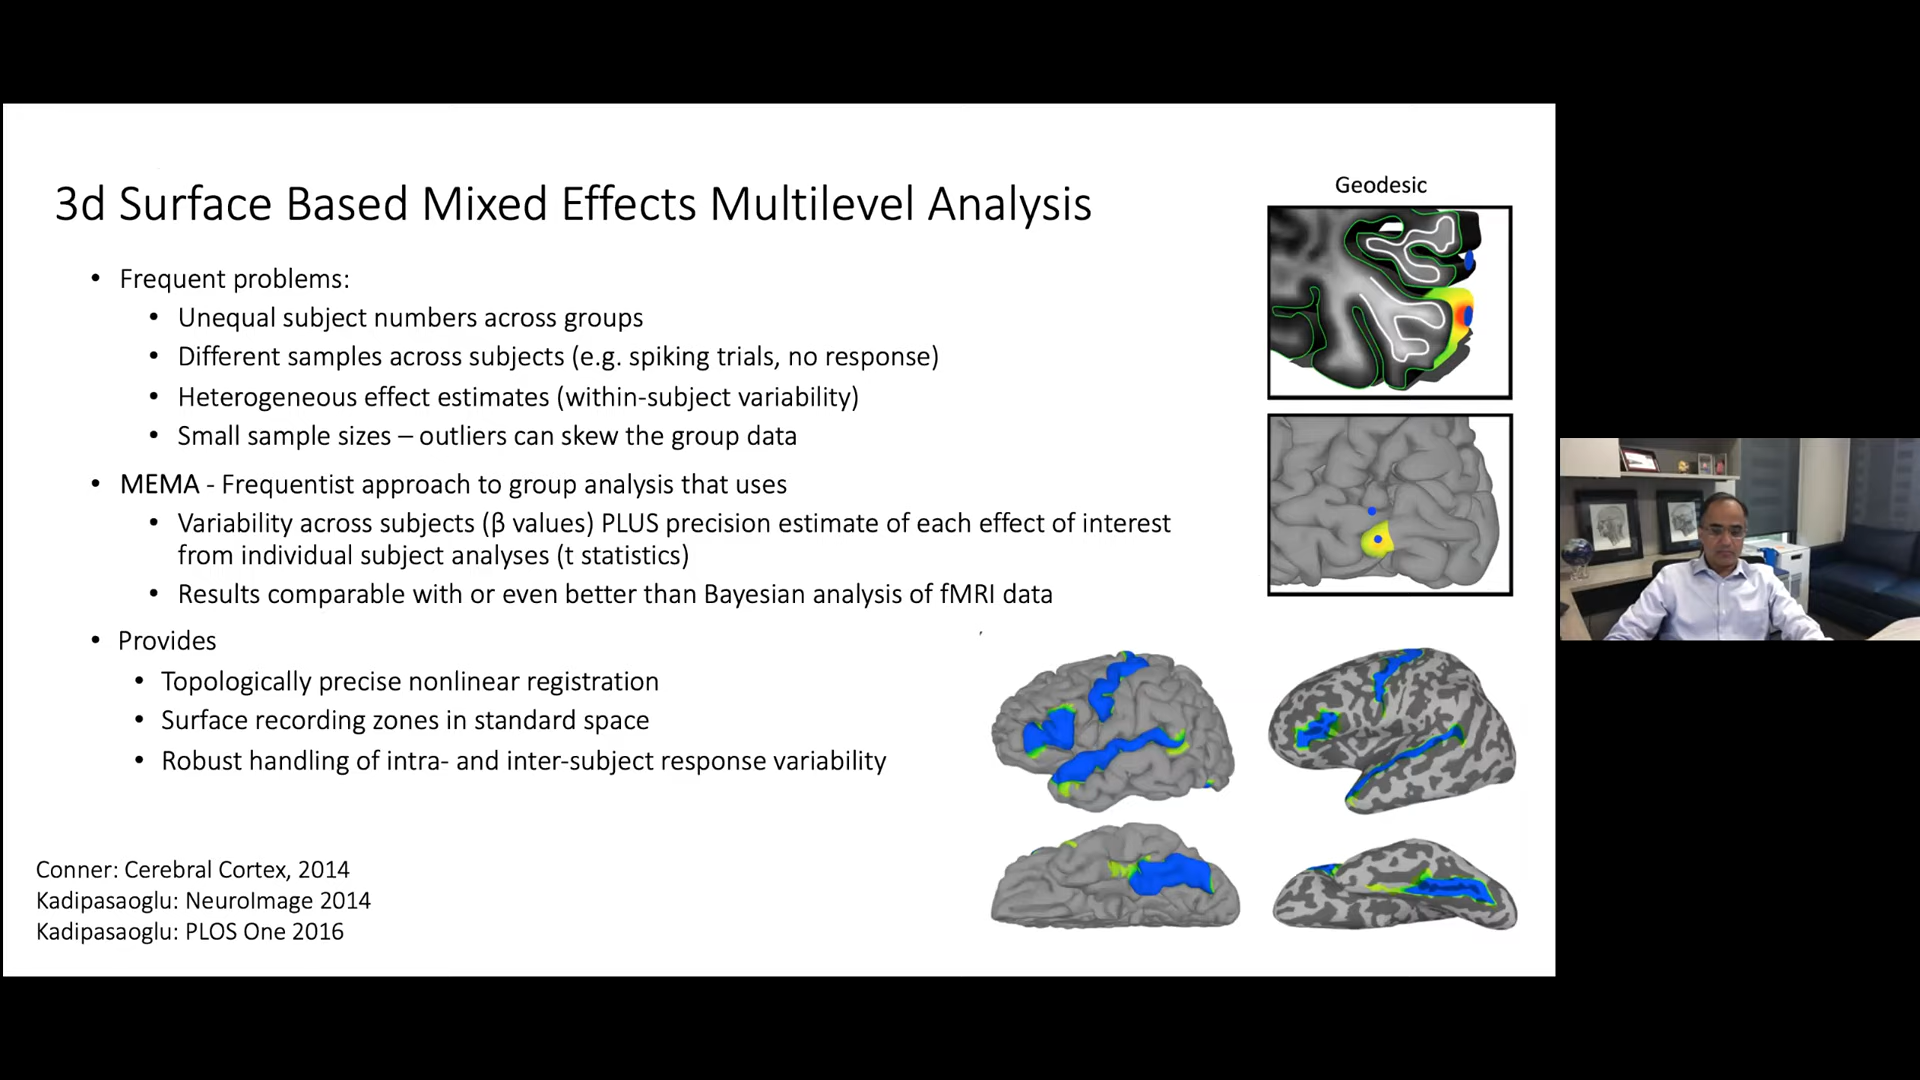 3d Surface Based Mixed Effects Multilevel Analysis
Geodesic
• Frequent problems:
• Unequal subject numbers across groups
• Different samples across subjects (e.g. spiking trials, no response)
• Heterogeneous effect estimates (within-subject variability)
• Small sample sizes – outliers can skew the group data
• MEMA - Frequentist approach to group analysis that uses
• Variability across subjects (β values) PLUS precision estimate of each effect of interest
from individual subject analyses (t statistics)
• Results comparable with or even better than Bayesian analysis of fMRI data
• Provides
• Topologically precise nonlinear registration
• Surface recording zones in standard space
• Robust handling of intra- and inter-subject response variability
Conner: Cerebral Cortex, 2014
Kadipasaoglu: NeuroImage 2014
Kadipasaoglu: PLOS One 2016